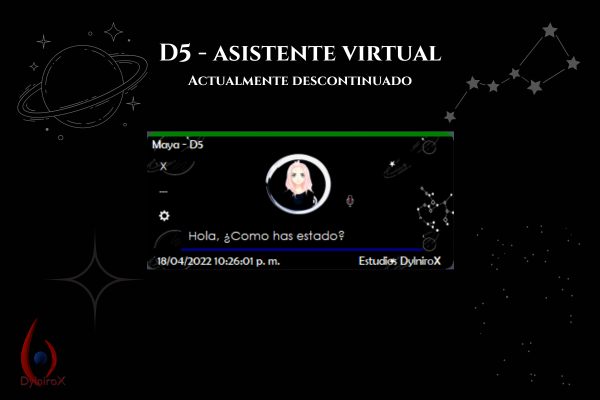 D5 - asistente virtual
Actualmente descontinuado
Maya - D5
X
Hola, ¿Como has estado?
18/04/2022 10:26:01 p. m.
Estudios DylniroX
DylniroX